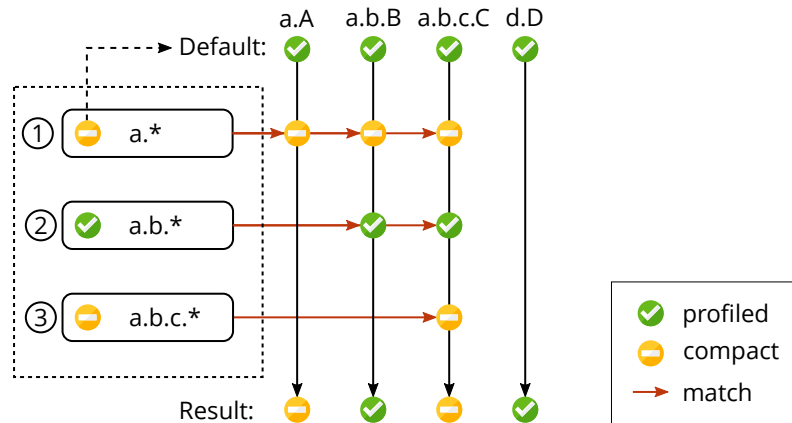 a.A a.b.B a.b.c.C d.D
Default:
1 a.*
2 a.b.*
3 a.b.c.*
profiled
compact
match
Result: